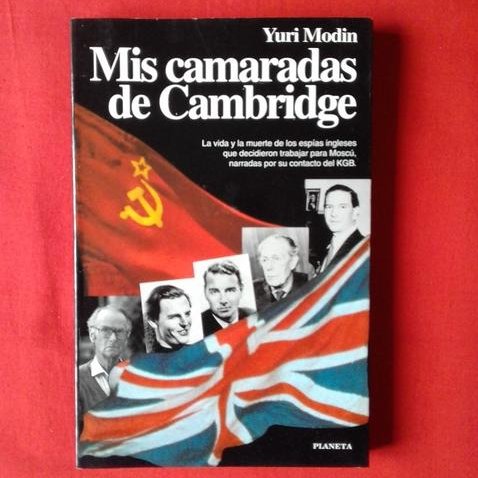 Yuri Modin
Mis camaradas
de Cambridge
La vida y la muerte de los espías ingleses
que decidieron trabajar para Moscú,
narradas por su contacto del KGB.
PLANETA